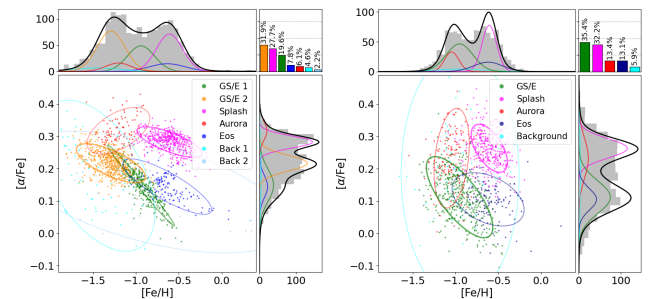 100
50
0
31.9%
27.7%
19.6%
7.8%
6.1%
4.6%
2.2%
[α/Fe]
0.4
0.3
0.2
0.1
0.0
−0.1
GS/E 1
GS/E 2
Splash
Aurora
Eos
Back 1
Back 2
−1.5
−1.0
−0.5
0.0
[Fe/H]
0
100
100
50
0
35.4%
32.2%
13.4%
13.1%
5.9%
[α/Fe]
0.4
0.3
0.2
0.1
0.0
−0.1
GS/E
Splash
Aurora
Eos
Background
−1.5
−1.0
−0.5
0.0
[Fe/H]
0
100